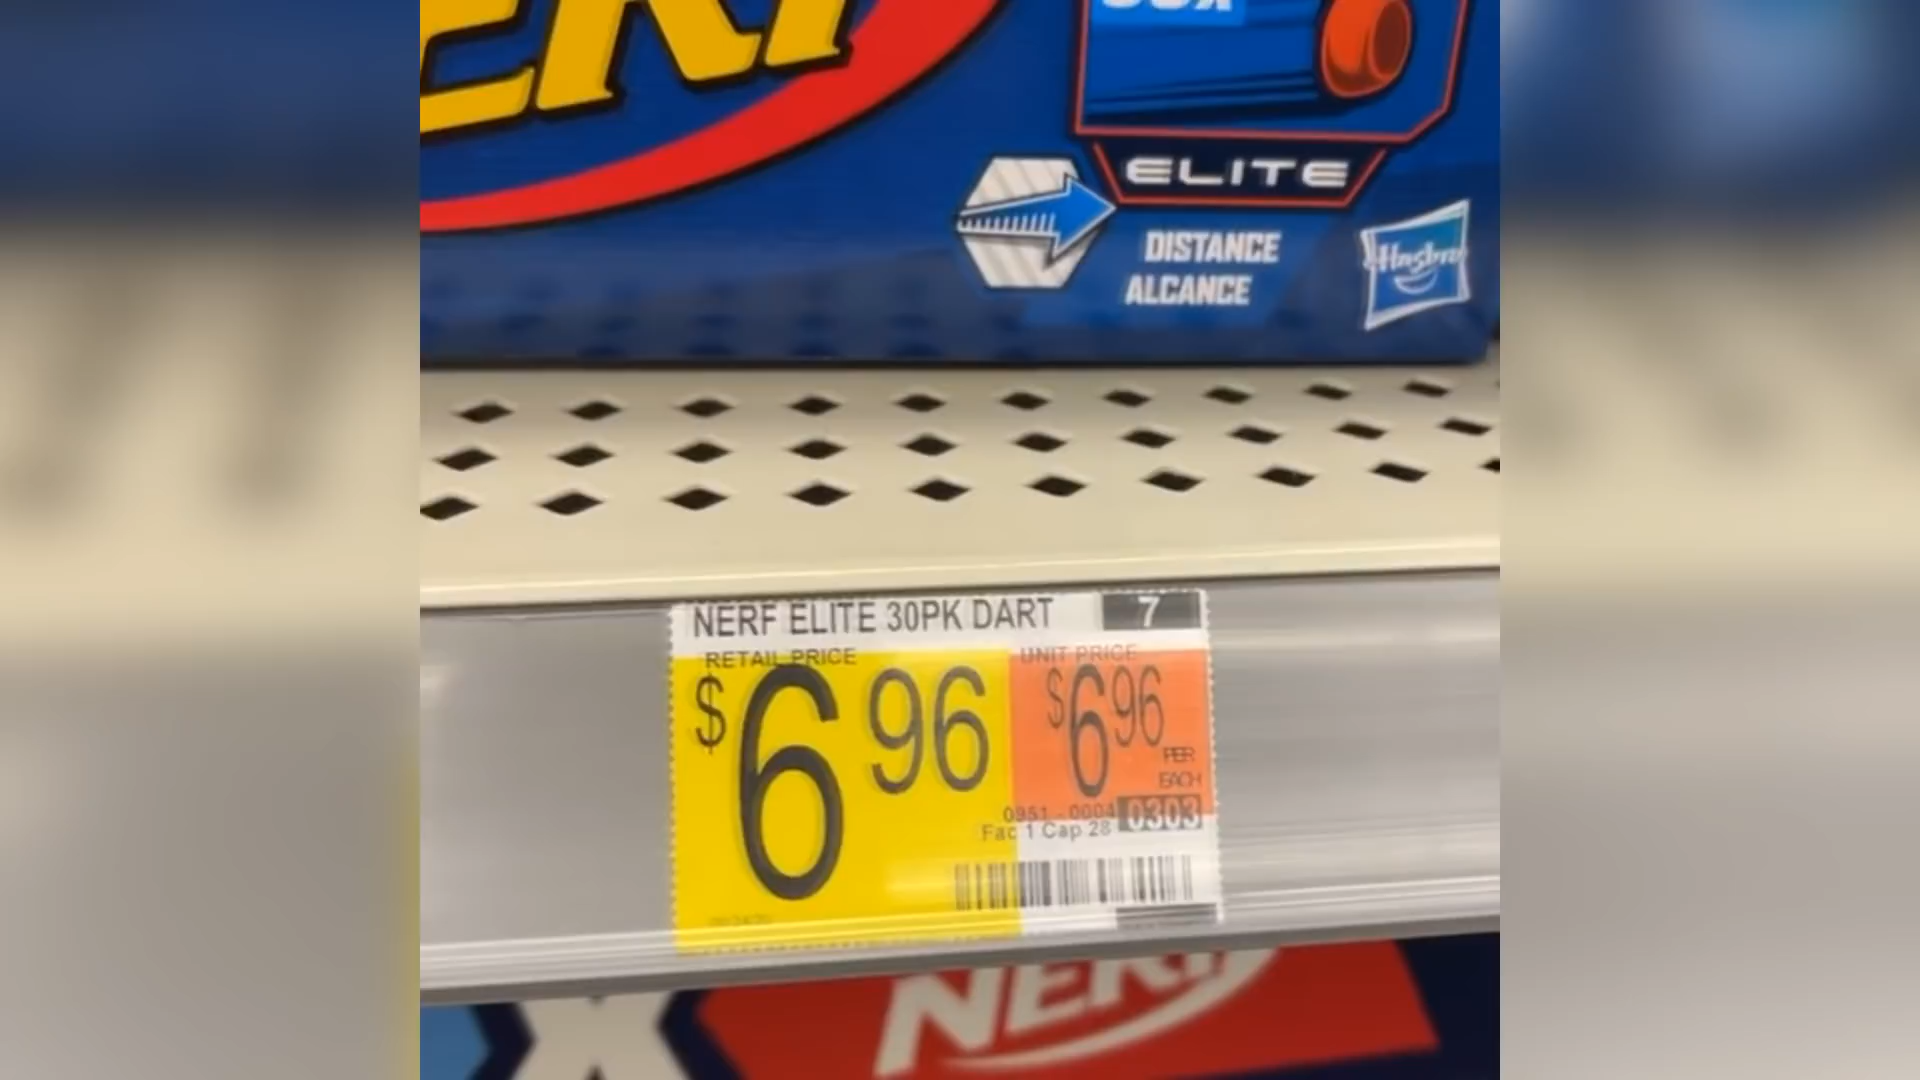 NERF
ELITE
DISTANCE
ALCANCE
Hasbro
NERF ELITE 30PK DART 7
RETAIL PRICE UNIT PRICE
$6 96 $6 96
PER
EACH
0951-0004 0303
Fac 1 Cap 28
NERF